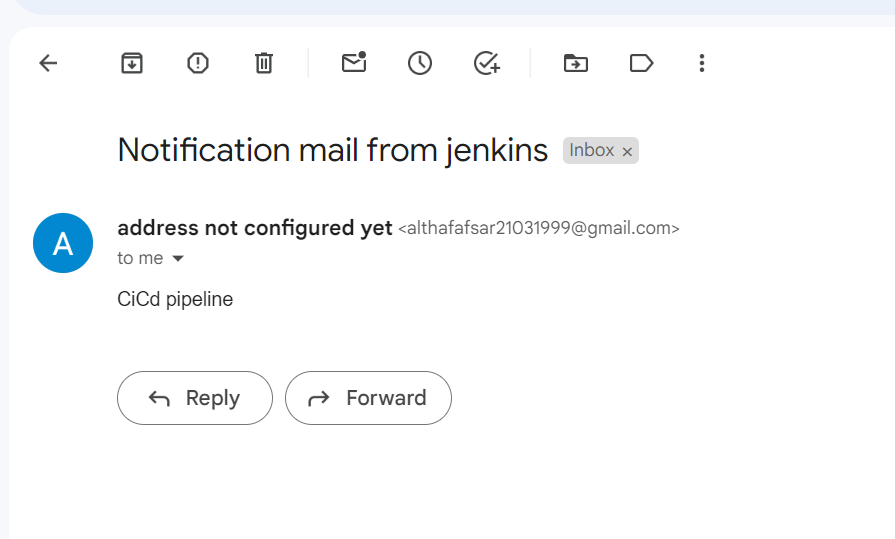 Notification mail from jenkins Inbox ×
address not configured yet <althafafsar21031999@gmail.com>
A
to me
CiCd pipeline
Reply Forward